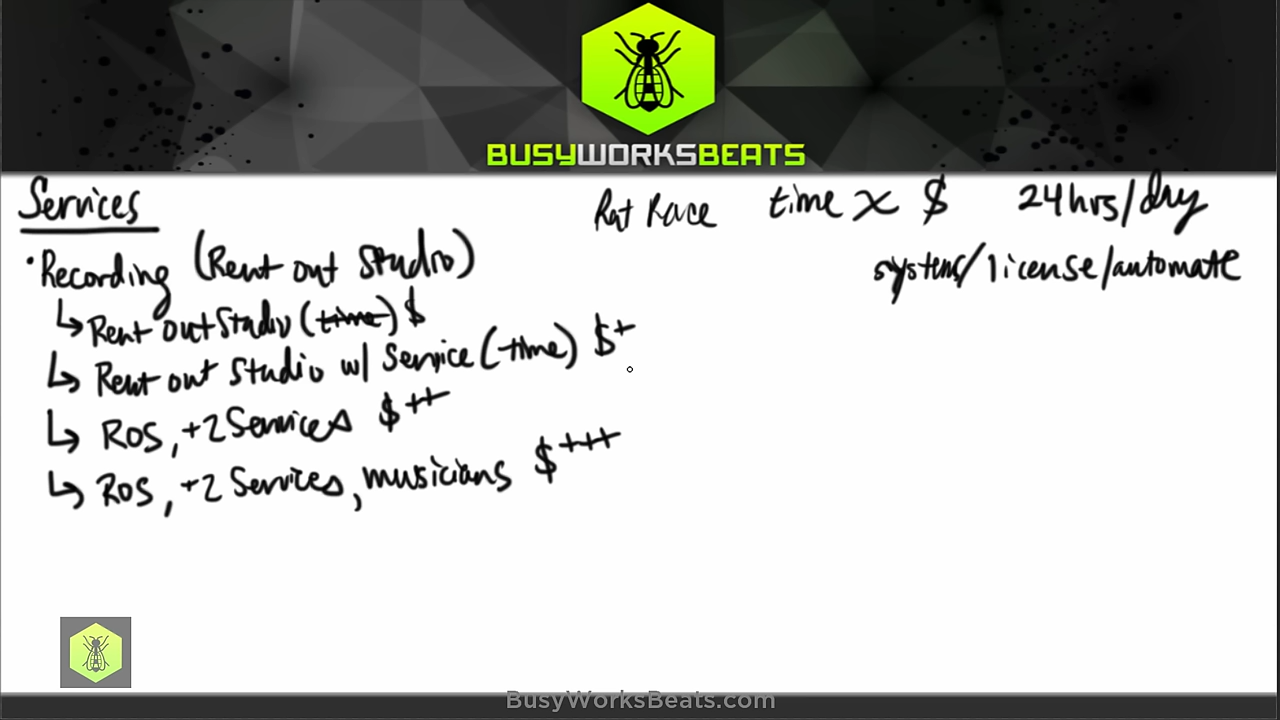 BUSYWORKSBEATS
Services
Rat Race time x $ 24hrs/day
• Recording (Rent out Studio)
systems/license/automate
↳ Rent out Studio (time) $
↳ Rent out Studio w/ Service (time) $+
↳ ROS, +2 Services $++
↳ ROS, +2 Services, musicians $+++
BusyWorksBeats.com